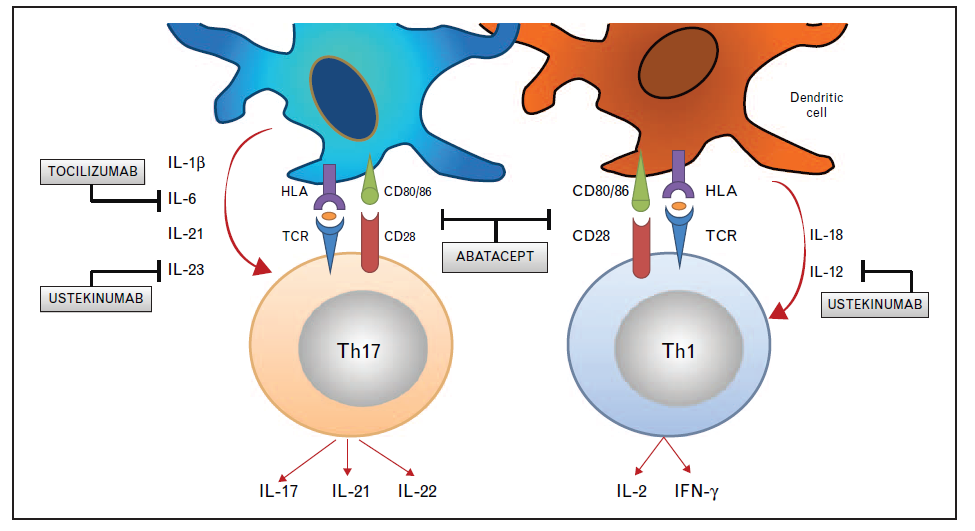 Dendritic
cell
TOCILIZUMAB
IL-1β
IL-6
IL-21
IL-23
USTEKINUMAB
HLA
CD80/86
TCR
CD28
ABATACEPT
CD80/86
HLA
CD28
TCR
IL-18
IL-12
USTEKINUMAB
Th17
Th1
IL-17 IL-21 IL-22
IL-2 IFN-γ